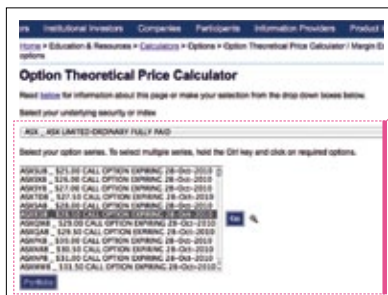 rs Institutional Investors Companies Participants Information Providers Product I
Home > Education & Resources > Calculators > Options > Option Theoretical Price Calculator / Margin E
options
Option Theoretical Price Calculator
Read below for information about this page or make your selection from the drop down boxes below.
Select your underlying security or index
ASX _ ASX LIMITED ORDINARY FULLY PAID
Select your option series. To select multiple series, hold the Ctrl key and click on required options.
_ $25.00 CALL OPTION EXPIRING 28-Oct-2010
_ $26.00 CALL OPTION EXPIRING 28-Oct-2010
_ $27.00 CALL OPTION EXPIRING 28-Oct-2010
_ $27.50 CALL OPTION EXPIRING 28-Oct-2010
_ $28.00 CALL OPTION EXPIRING 28-Oct-2010
_ $28.50 CALL OPTION EXPIRING 28-Oct-2010
_ $29.00 CALL OPTION EXPIRING 28-Oct-2010
_ $29.50 CALL OPTION EXPIRING 28-Oct-2010
_ $30.00 CALL OPTION EXPIRING 28-Oct-2010
_ $30.50 CALL OPTION EXPIRING 28-Oct-2010
_ $31.00 CALL OPTION EXPIRING 28-Oct-2010
_ $31.50 CALL OPTION EXPIRING 28-Oct-2010
Go
Portfolio